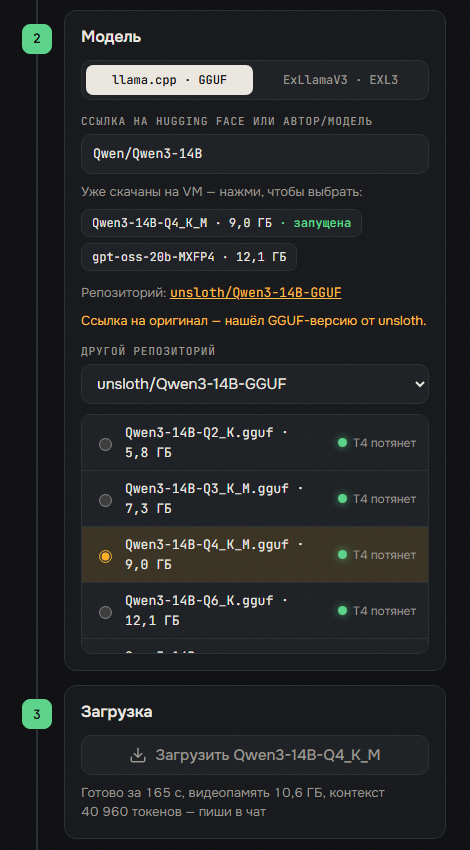 2
Модель
llama.cpp · GGUF
ExLlamaV3 · EXL3
ССЫЛКА НА HUGGING FACE ИЛИ АВТОР/МОДЕЛЬ
Qwen/Qwen3-14B
Уже скачаны на VM — нажми, чтобы выбрать:
Qwen3-14B-Q4_K_M · 9,0 ГБ · запущена
gpt-oss-20b-MXFP4 · 12,1 ГБ
Репозиторий: unsloth/Qwen3-14B-GGUF
Ссылка на оригинал — нашёл GGUF-версию от unsloth.
ДРУГОЙ РЕПОЗИТОРИЙ
unsloth/Qwen3-14B-GGUF
Qwen3-14B-Q2_K.gguf ·
5,8 ГБ
T4 потянет
Qwen3-14B-Q3_K_M.gguf ·
7,3 ГБ
T4 потянет
Qwen3-14B-Q4_K_M.gguf ·
9,0 ГБ
T4 потянет
Qwen3-14B-Q6_K.gguf ·
12,1 ГБ
T4 потянет
3
Загрузка
Загрузить Qwen3-14B-Q4_K_M
Готово за 165 с, видеопамять 10,6 ГБ, контекст
40 960 токенов — пиши в чат